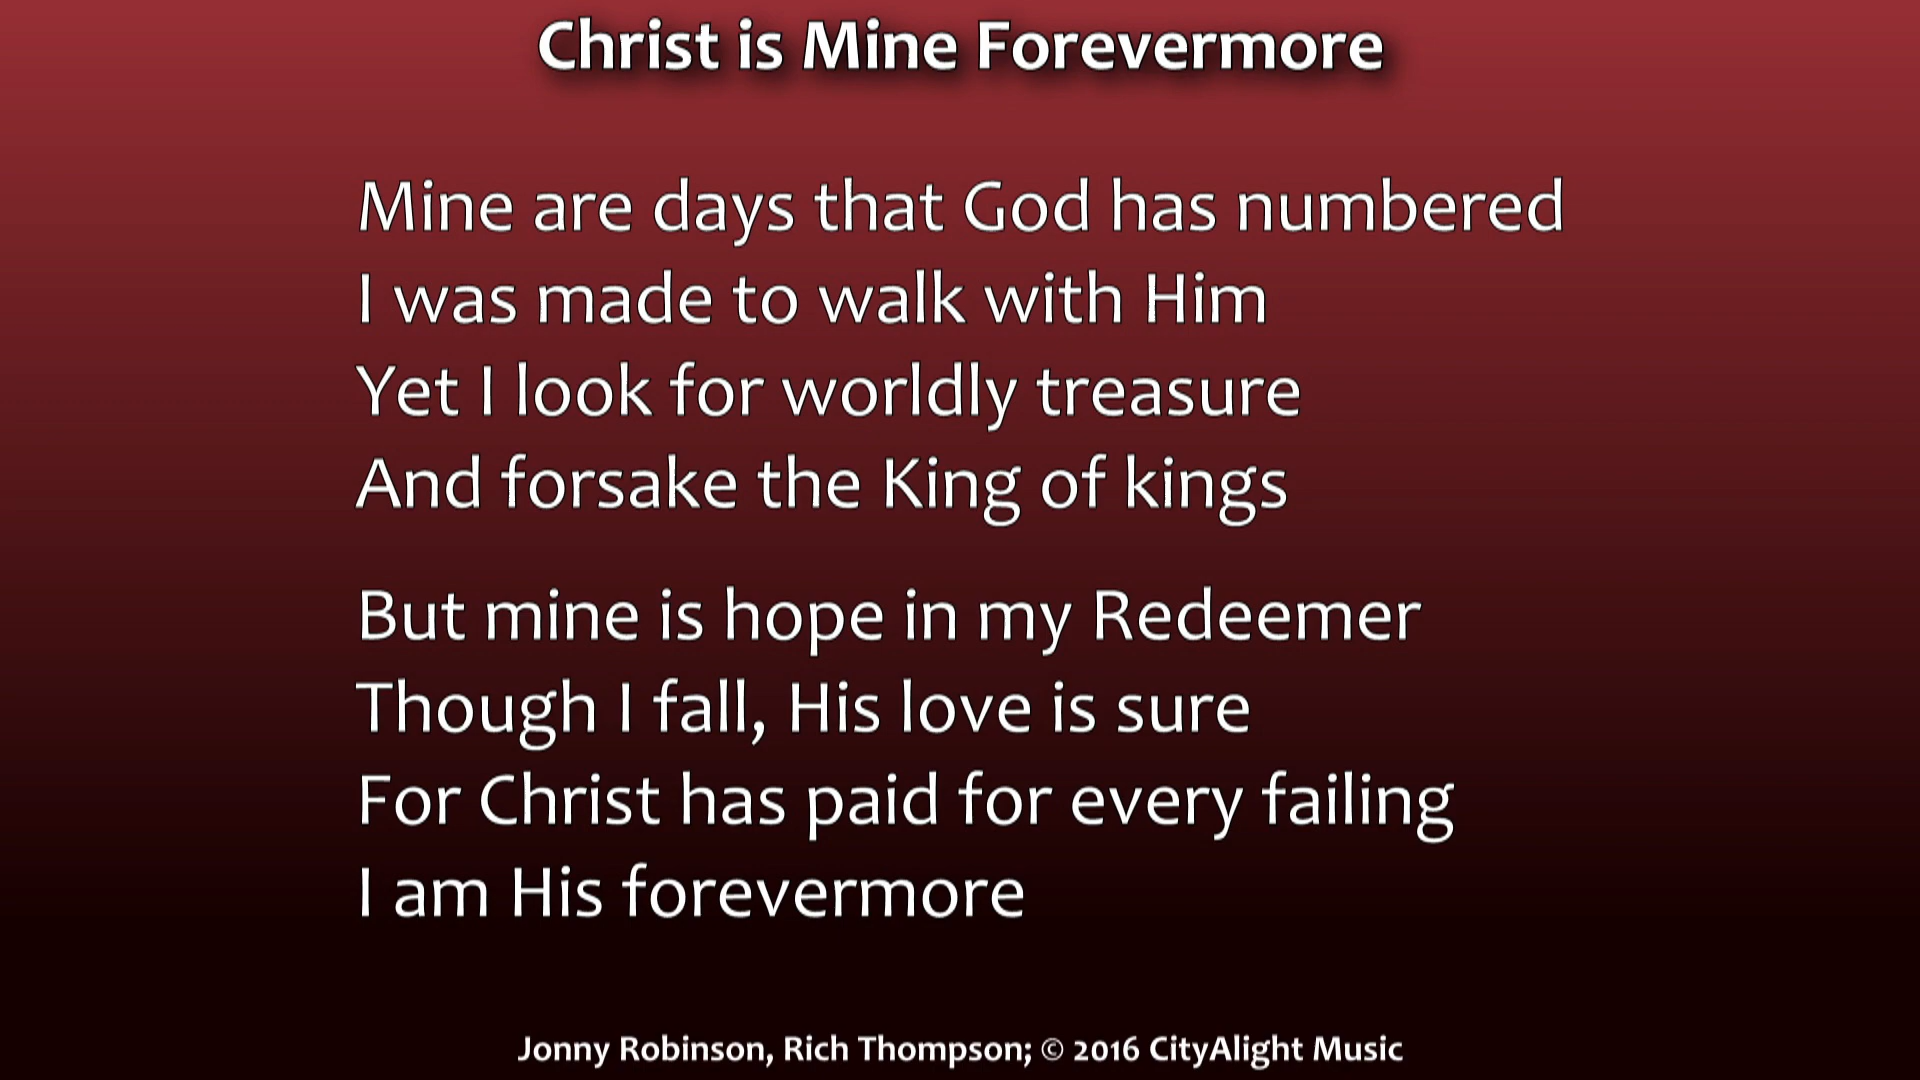 Christ is Mine Forevermore
Mine are days that God has numbered
I was made to walk with Him
Yet I look for worldly treasure
And forsake the King of kings
But mine is hope in my Redeemer
Though I fall, His love is sure
For Christ has paid for every failing
I am His forevermore
Jonny Robinson, Rich Thompson; © 2016 CityAlight Music